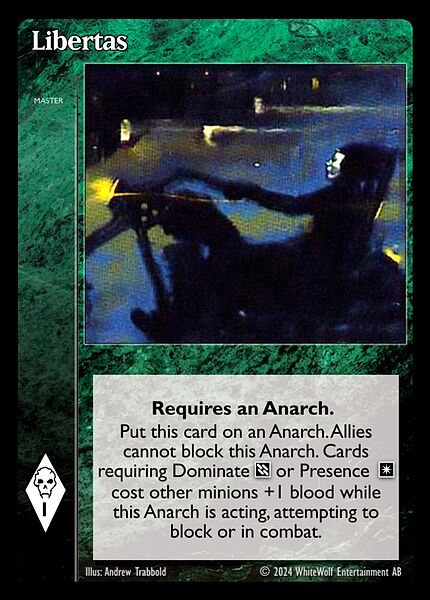 Libertas
MASTER
Requires an Anarch.
Put this card on an Anarch. Allies
cannot block this Anarch. Cards
requiring Dominate or Presence
cost other minions +1 blood while
this Anarch is acting, attempting to
block or in combat.
1
Illus: Andrew Trabbold © 2024 WhiteWolf Entertainment AB